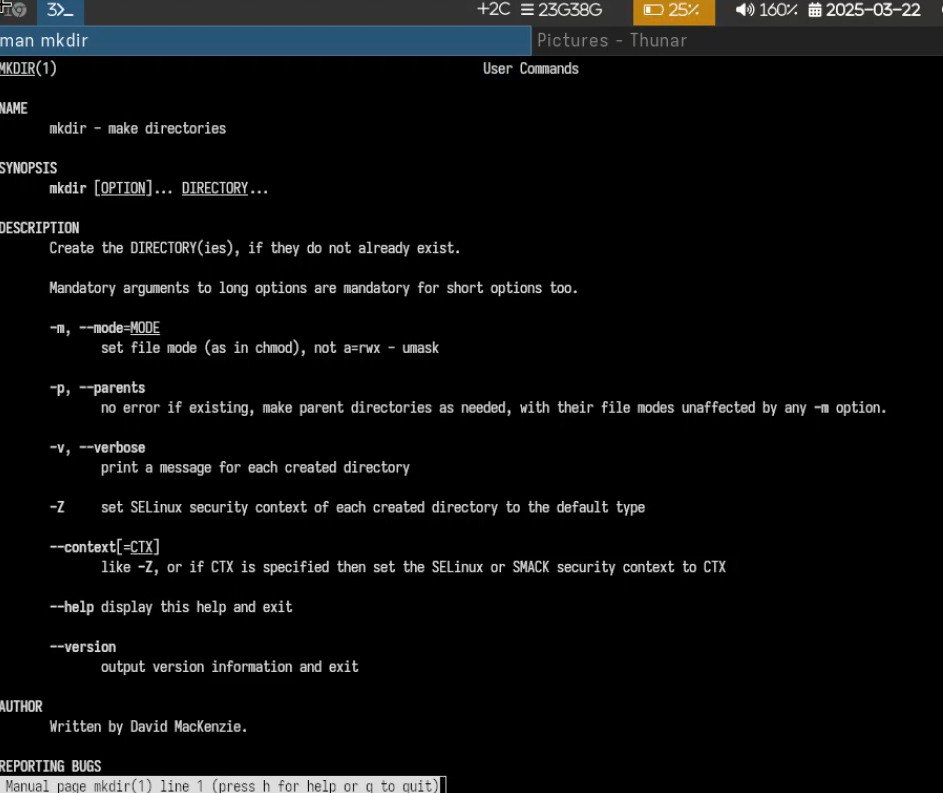 3>_ +2C 23G38G 25% 160% 2025-03-22
man mkdir Pictures - Thunar
MKDIR(1) User Commands
NAME
mkdir - make directories
SYNOPSIS
mkdir [OPTION]... DIRECTORY...
DESCRIPTION
Create the DIRECTORY(ies), if they do not already exist.
Mandatory arguments to long options are mandatory for short options too.
-m, --mode=MODE
set file mode (as in chmod), not a=rwx - umask
-p, --parents
no error if existing, make parent directories as needed, with their file modes unaffected by any -m option.
-v, --verbose
print a message for each created directory
-Z set SELinux security context of each created directory to the default type
--context[=CTX]
like -Z, or if CTX is specified then set the SELinux or SMACK security context to CTX
--help display this help and exit
--version
output version information and exit
AUTHOR
Written by David MacKenzie.
REPORTING BUGS
Manual page mkdir(1) line 1 (press h for help or q to quit)